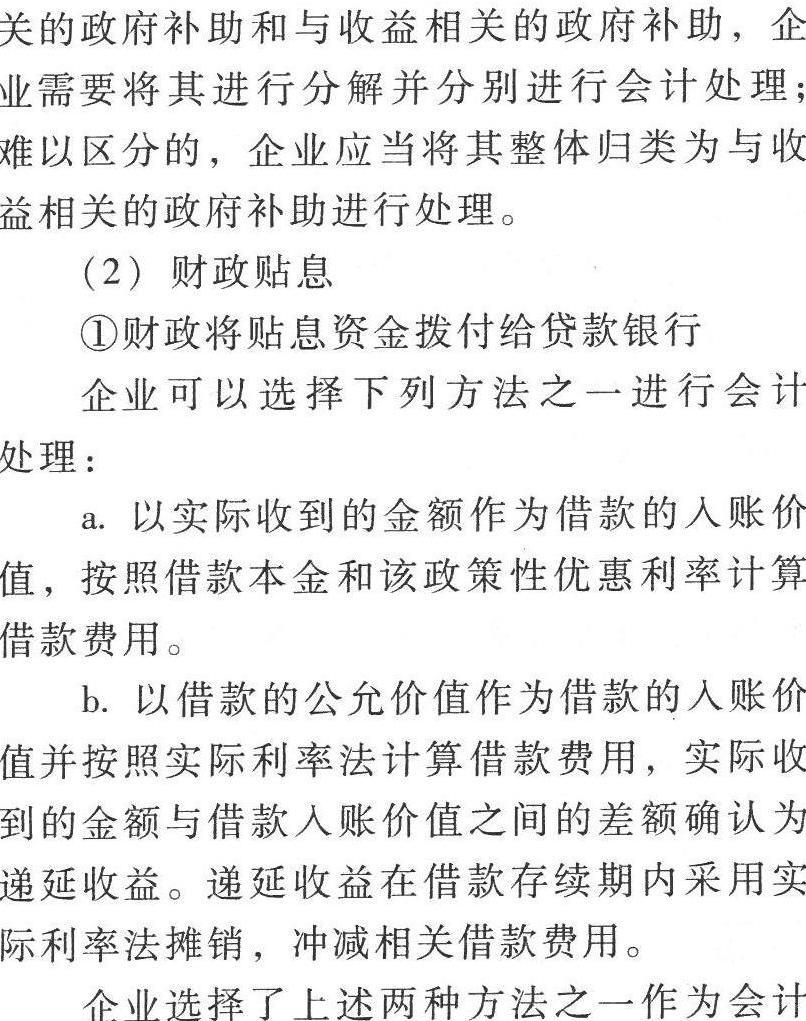 关的政府补助和与收益相关的政府补助，企
业需要将其进行分解并分别进行会计处理；
难以区分的，企业应当将其整体归类为与收
益相关的政府补助进行处理。
（2）财政贴息
①财政将贴息资金拨付给贷款银行
企业可以选择下列方法之一进行会计
处理：
a. 以实际收到的金额作为借款的入账价
值，按照借款本金和该政策性优惠利率计算
借款费用。
b. 以借款的公允价值作为借款的入账价
值并按照实际利率法计算借款费用，实际收
到的金额与借款入账价值之间的差额确认为
递延收益。递延收益在借款存续期内采用实
际利率法摊销，冲减相关借款费用。
企业选择了上述两种方法之一作为会计